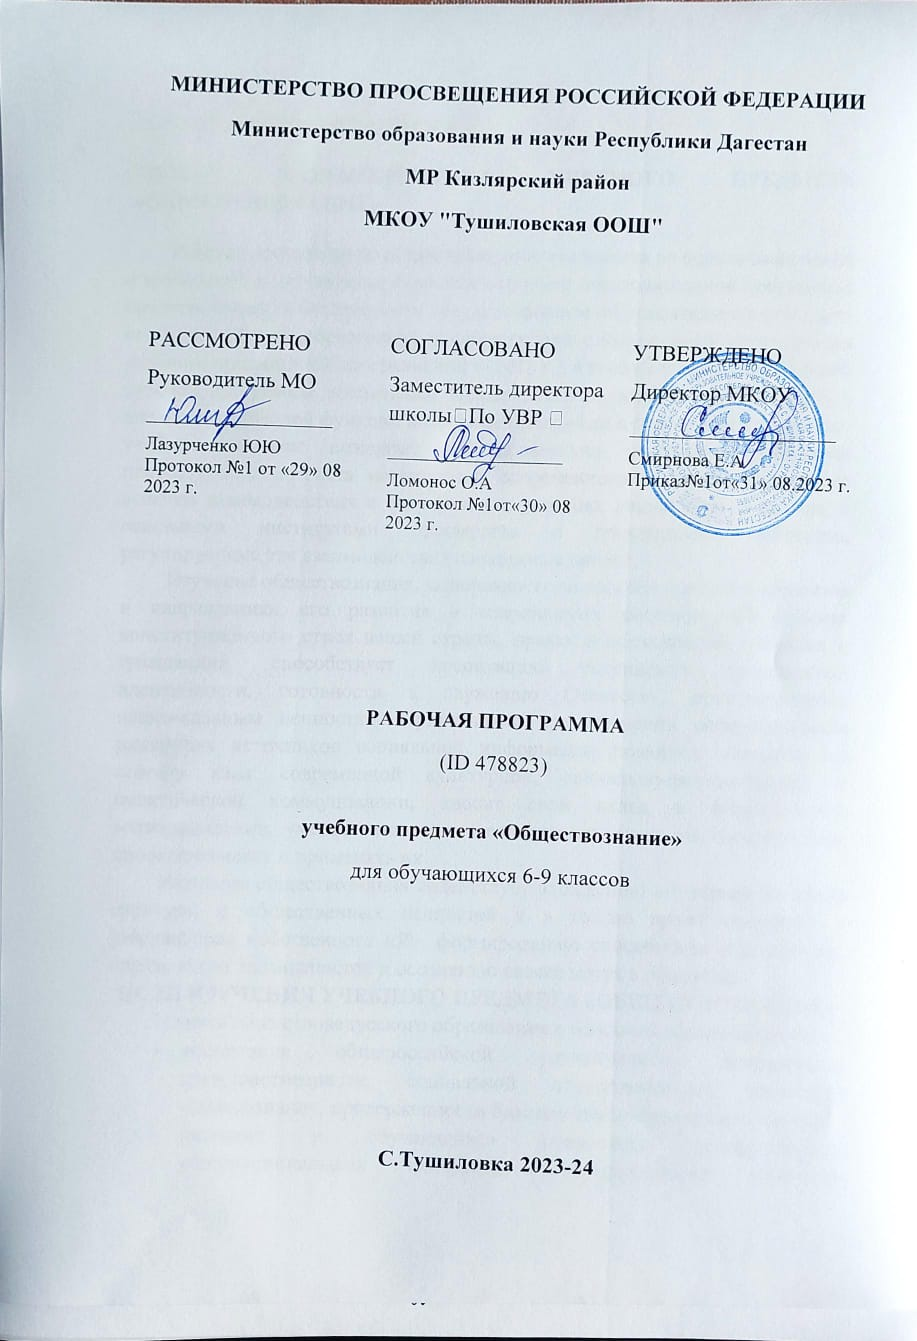 МИНИСТЕРСТВО ПРОСВЕЩЕНИЯ РОССИЙСКОЙ ФЕДЕРАЦИИ
Министерство образования и науки Республики Дагестан
МР Кизлярский район
МКОУ "Тушиловская ООШ"
РАССМОТРЕНО
Руководитель МО
Лазурченко ЮЮ
Протокол №1 от «29» 08
2023 г.
СОГЛАСОВАНО
Заместитель директора
школы По УВР
Ломонос О.А
Протокол №1от«30» 08
2023 г.
УТВЕРЖДЕНО
Директор МКОУ
Смирнова Е.А
Приказ№1от«31» 08.2023 г.
РАБОЧАЯ ПРОГРАММА
(ID 478823)
учебного предмета «Обществознание»
для обучающихся 6-9 классов
С.Тушиловка 2023-24